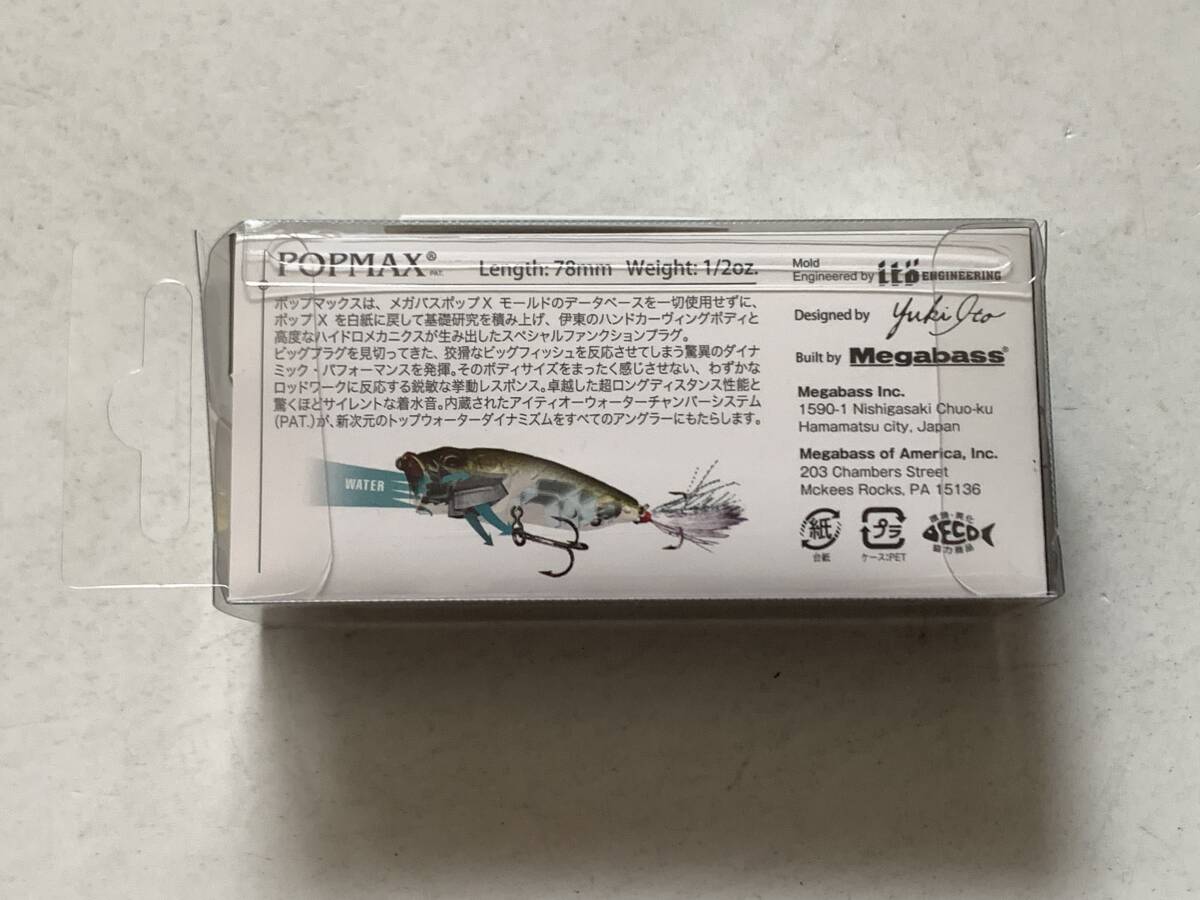 POPMAX® PAT. Length: 78mm Weight: 1/2oz.
ポップマックスは、メガバスポップX モールドのデータベースを一切使用せずに、
ポップX を白紙に戻して基礎研究を積み上げ、伊東のハンドカーヴィングボディと
高度なハイドロメカニクスが生み出したスペシャルファンクションプラグ。
ビッグプラグを見切ってきた、狡猾なビッグフィッシュを反応させてしまう驚異のダイナ
ミック・パフォーマンスを発揮。そのボディサイズをまったく感じさせない、わずかな
ロッドワークに反応する鋭敏な挙動レスポンス。卓越した超ロングディスタンス性能と
驚くほどサイレントな着水音。内蔵されたアイティオーウォーターチャンバーシステム
(PAT.)が、新次元のトップウォーターダイナミズムをすべてのアングラーにもたらします。
WATER
Mold
Engineered by itö ENGINEERING
Designed by Yuki Ito
Built by Megabass®
Megabass Inc.
1590-1 Nishigasaki Chuo-ku
Hamamatsu city, Japan
Megabass of America, Inc.
203 Chambers Street
Mckees Rocks, PA 15136
紙
台紙
プラ
ケース:PET
環境・美化
ECO
協力商品